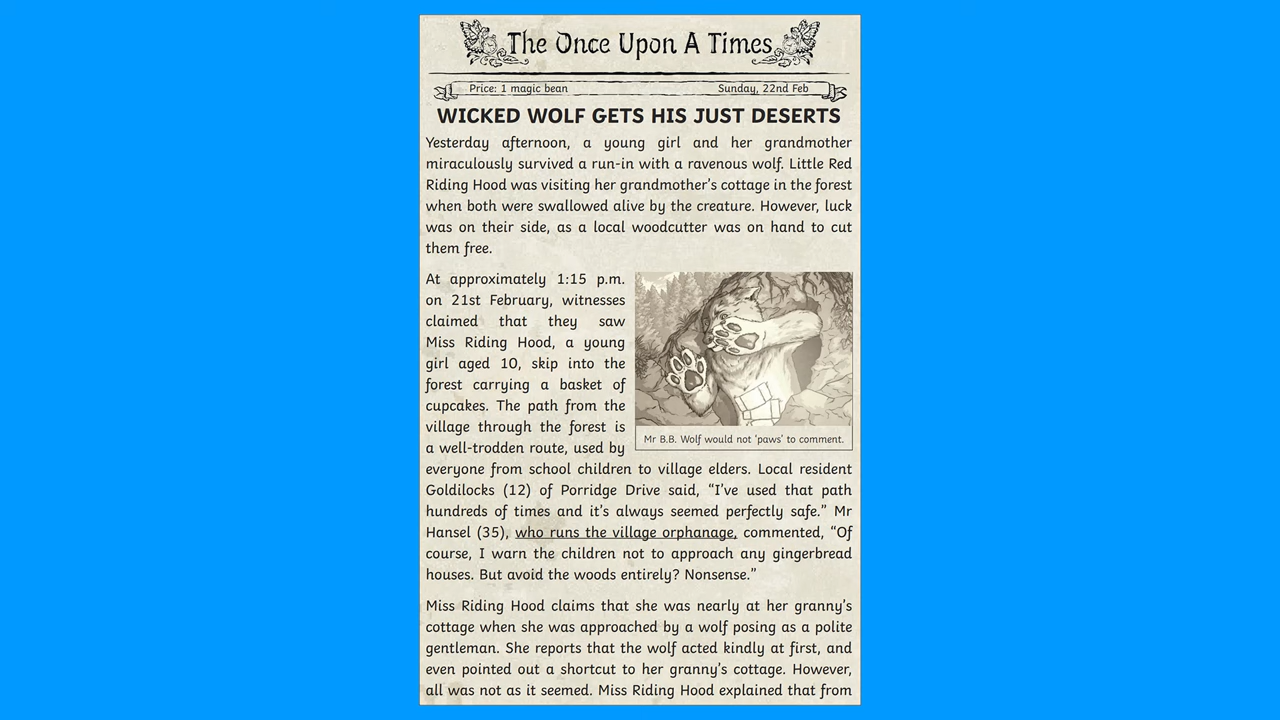 The Once Upon A Times
Price: 1 magic bean
Sunday, 22nd Feb
WICKED WOLF GETS HIS JUST DESERTS
Yesterday afternoon, a young girl and her grandmother
miraculously survived a run-in with a ravenous wolf. Little Red
Riding Hood was visiting her grandmother's cottage in the forest
when both were swallowed alive by the creature. However, luck
was on their side, as a local woodcutter was on hand to cut
them free.
At approximately 1:15 p.m.
on 21st February, witnesses
claimed that they saw
Miss Riding Hood, a young
girl aged 10, skip into the
forest carrying a basket of
cupcakes. The path from the
village through the forest is
a well-trodden route, used by
Mr B.B. Wolf would not 'paws' to comment.
everyone from school children to village elders. Local resident
Goldilocks (12) of Porridge Drive said, “I've used that path
hundreds of times and it's always seemed perfectly safe.” Mr
Hansel (35), who runs the village orphanage, commented, “Of
course, I warn the children not to approach any gingerbread
houses. But avoid the woods entirely? Nonsense.”
Miss Riding Hood claims that she was nearly at her granny's
cottage when she was approached by a wolf posing as a polite
gentleman. She reports that the wolf acted kindly at first, and
even pointed out a shortcut to her granny's cottage. However,
all was not as it seemed. Miss Riding Hood explained that from